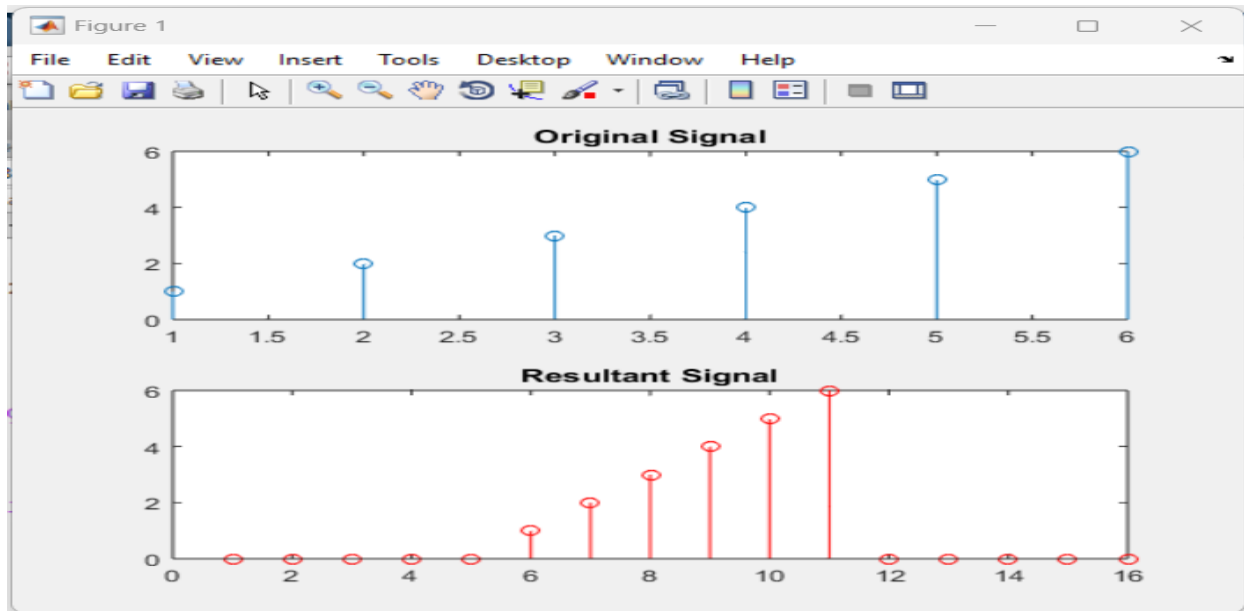 Figure 1
File Edit View Insert Tools Desktop Window Help
Original Signal
6
4
2
0
1 1.5 2 2.5 3 3.5 4 4.5 5 5.5 6
Resultant Signal
6
4
2
0
0 2 4 6 8 10 12 14 16